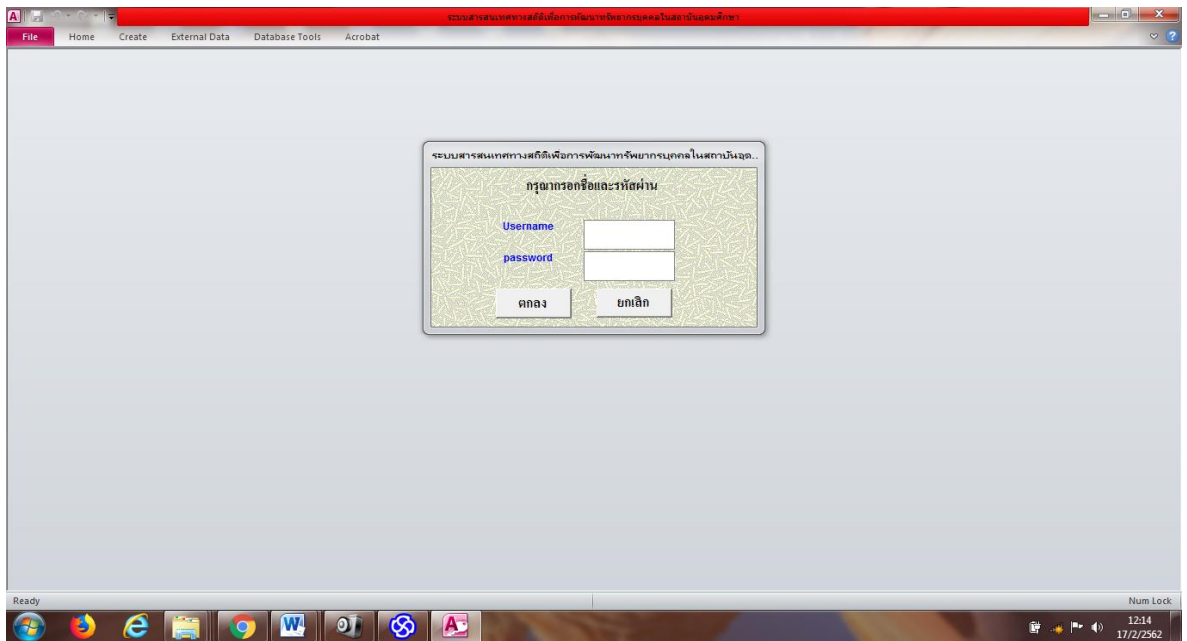 ระบบสารสนเทศทางสถิติเพื่อการพัฒนาทรัพยากรบุคคลในสถาบันอุดมศึกษา
File Home Create External Data Database Tools Acrobat
ระบบสารสนเทศทางสถิติเพื่อการพัฒนาทรัพยากรบุคคลในสถาบันอุด..
กรุณากรอกชื่อและรหัสผ่าน
Username
password
ตกลง ยกเลิก
Ready Num Lock
12:14
17/2/2562